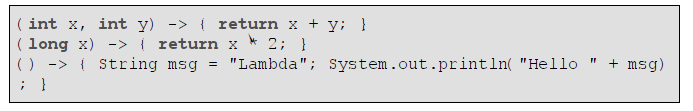 (int x, int y) -> { return x + y; }
(long x) -> { return x * 2; }
() -> { String msg = "Lambda"; System.out.println("Hello " + msg)
; }